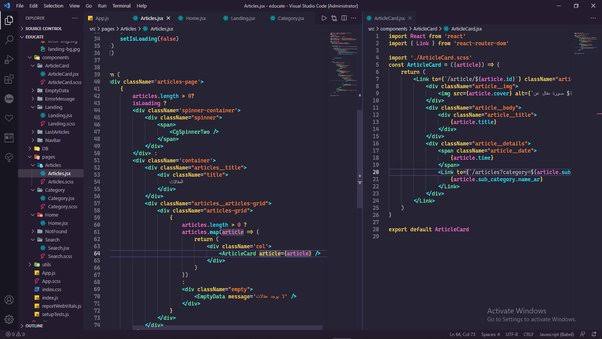 File Edit Selection View Go Run Terminal Help
Articles.jsx - educate - Visual Studio Code [Administrator]
EXPLORER
SOURCE CONTROL
EDUCATE
landing-bg.jpg
components
ArticleCard
ArticleCard.jsx
ArticleCard.scss
EmptyData
ErrorMessage
Landing
Landing.jsx
Landing.scss
LastArticles
Navbar
DB
pages
Articles
Articles.jsx
Articles.scss
Category
Category.jsx
Category.scss
Home
Home.jsx
NotFound
Search
Search.jsx
Search.scss
utils
App.js
App.scss
index.js
index.scss
reportWebVitals.js
setupTests.js
OUTLINE
App.js Articles.jsx Home.jsx Landing.jsx Category.jsx
src > pages > Articles > Articles.jsx
34 setIsLoading(false)
35 }
36 )
37
38
39 n (
40 div className='articles-page'>
41 {
42 articles.length > 0?
43 isLoading ?
44 <div className='spinner-container'>
45 <div className="spinner">
46 <span>
47 <CgSpinnerTwo />
48 </span>
49 </div>
50 </div> :
51 <div className='container'>
52 <div className="articles__title">
53 <div className="title">
54 المقالات
55 </div>
56 </div>
57 <div className="articles__articles-grid">
58 <div className="articles-grid">
59 {
60 articles.length > 0 ?
61 articles.map(article => (
62 return (
63 <div className='col'>
64 <ArticleCard article={article} />
65 </div>
66 )
67 })
68 :
69 <div className="empty">
70 <EmptyData message='لا يوجد مقالات' />
71 </div>
72 }
73 </div>
74 </div>
ArticleCard.jsx
src > components > ArticleCard > ArticleCard.jsx
1 import React from 'react'
2 import { Link } from 'react-router-dom'
3
4 import './ArticleCard.scss'
5 const ArticleCard = ({article}) => {
6 return (
7 <Link to={`/article/${article.id}`} className="arti
8 <div className="article__img">
9 <img src={article.cover} alt={`صورة مقال عن
10 </div>
11 <div className="article__body">
12 <div className="article__title">
13 {article.title}
14 </div>
15 </div>
16 <div className="article__details">
17 <span className="article__date">
18 {article.time}
19 </span>
20 <Link to={`/articles?category=${article.sub
21 {article.sub_category.name_ar}
22 </Link>
23 </div>
24 </Link>
25 )
26 }
27
28 export default ArticleCard
Activate Windows
Go to Settings to activate Windows.
Ln 64, Col 73 Spaces: 4 UTF-8 CRLF JavaScript (Babel)